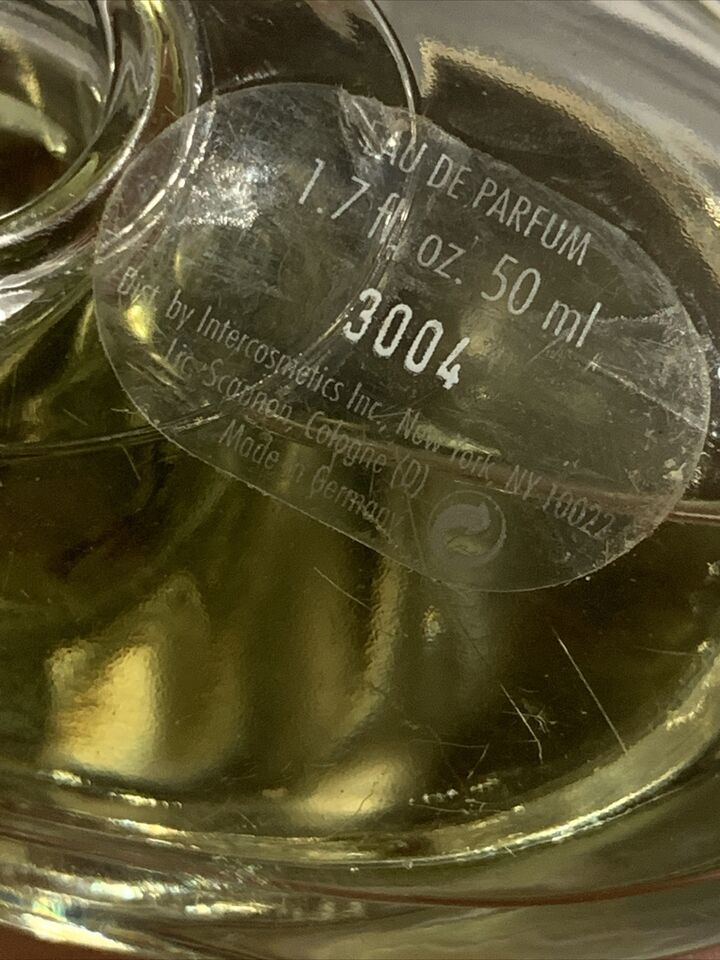 EAU DE PARFUM
1.7 fl. oz. 50 ml
3004
Dist. by Intercosmetics Inc., New York, NY 10022
Lic. Scannon, Cologne (D)
Made in Germany